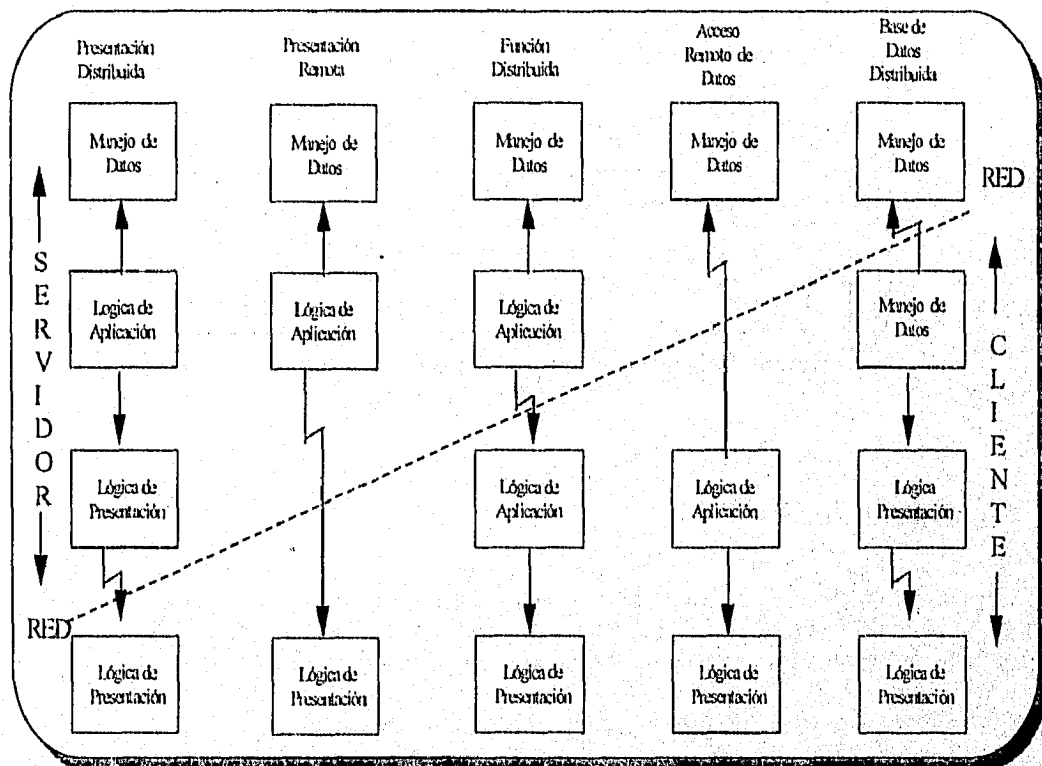 Presentación
Distribuida
Presentación
Remota
Función
Distribuida
Acceso
Remoto de
Datos
Base de
Datos
Distribuida
Manejo de
Datos
Manejo de
Datos
Manejo de
Datos
Manejo de
Datos
Manejo de
Datos
RED
SERVIDOR
Logica de
Aplicación
Lógica de
Aplicación
Lógica de
Aplicación
Manejo de
Datos
CLIENTE
Lógica de
Presentación
Lógica de
Aplicación
Lógica de
Aplicación
Lógica
Presentación
RED
Lógica de
Presentación
Lógica de
Presentación
Lógica de
Presentación
Lógica de
Presentación
Lógica de
Presentación